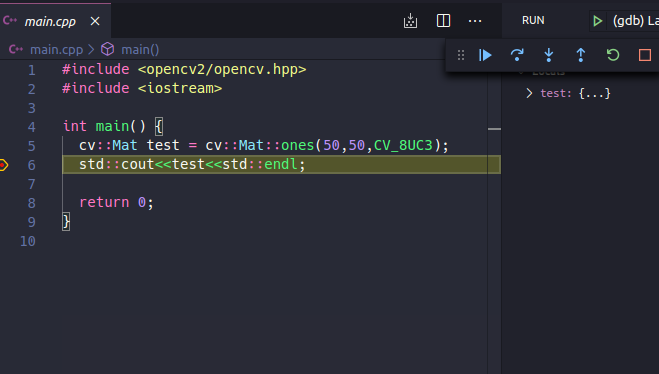 C++ main.cpp × ... RUN (gdb) La
C++ main.cpp > main()
Locals
test: {...}
1 #include <opencv2/opencv.hpp>
2 #include <iostream>
3
4 int main() {
5 cv::Mat test = cv::Mat::ones(50,50,CV_8UC3);
6 std::cout<<test<<std::endl;
7
8 return 0;
9 }
10